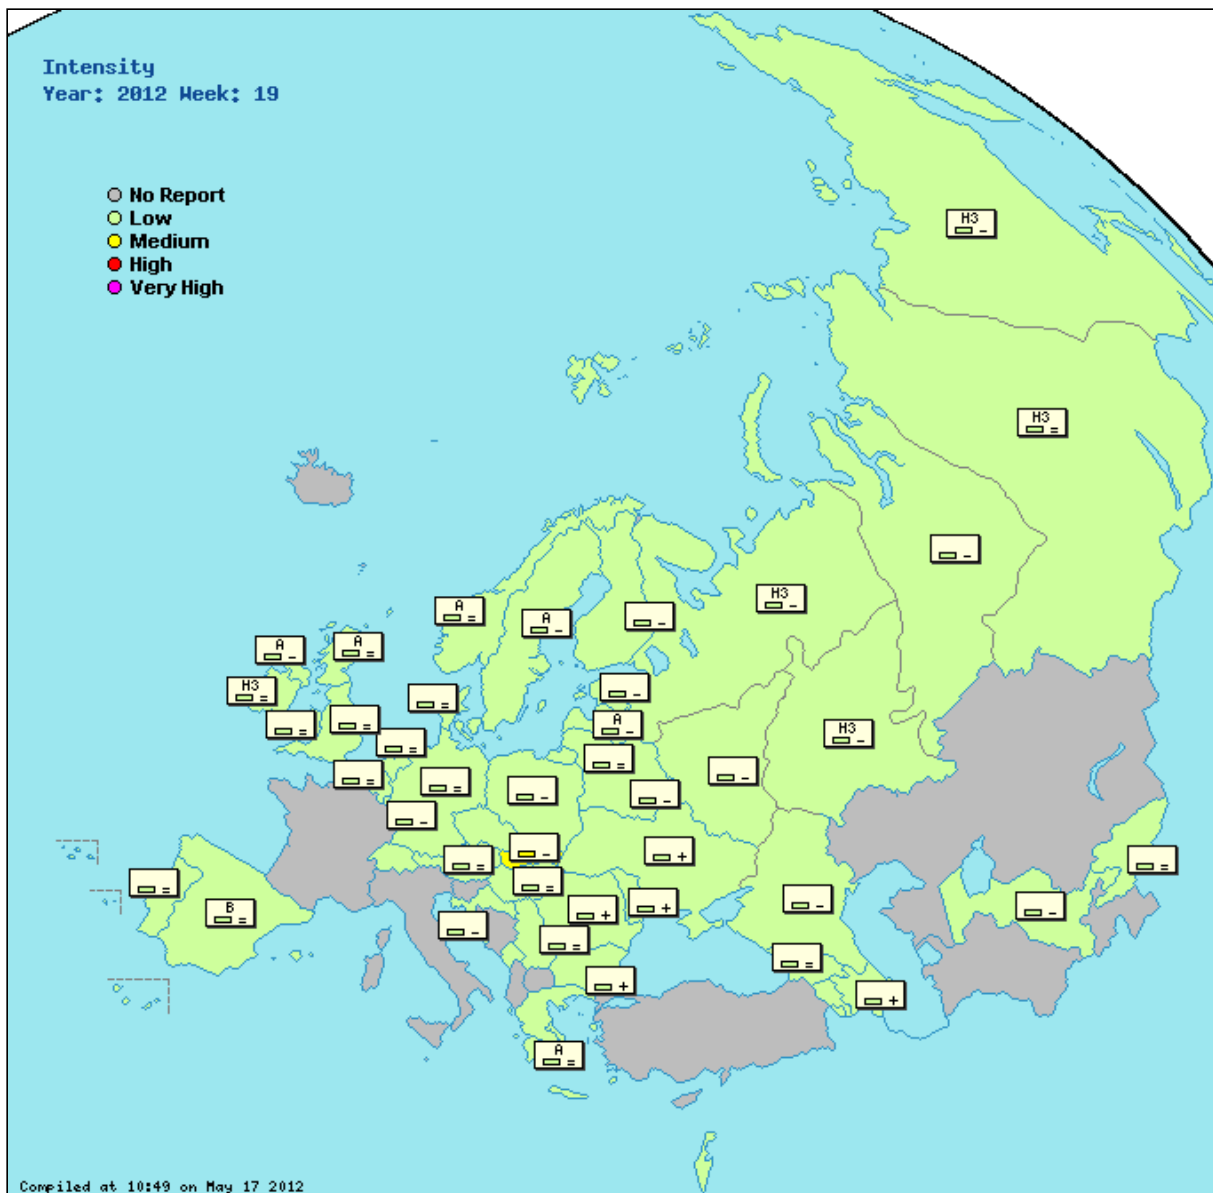 Intensity
Year: 2012 Week: 19
No Report
Low
Medium
High
Very High
H3
-
H3
=
-
H3
-
A
=
A
-
-
A
-
A
=
H3
=
-
=
A
-
=
=
=
H3
-
=
-
=
=
-
-
-
+
-
=
=
=
=
-
+
+
-
-
B
=
-
=
=
+
=
+
A
=
Compiled at 10:49 on May 17 2012